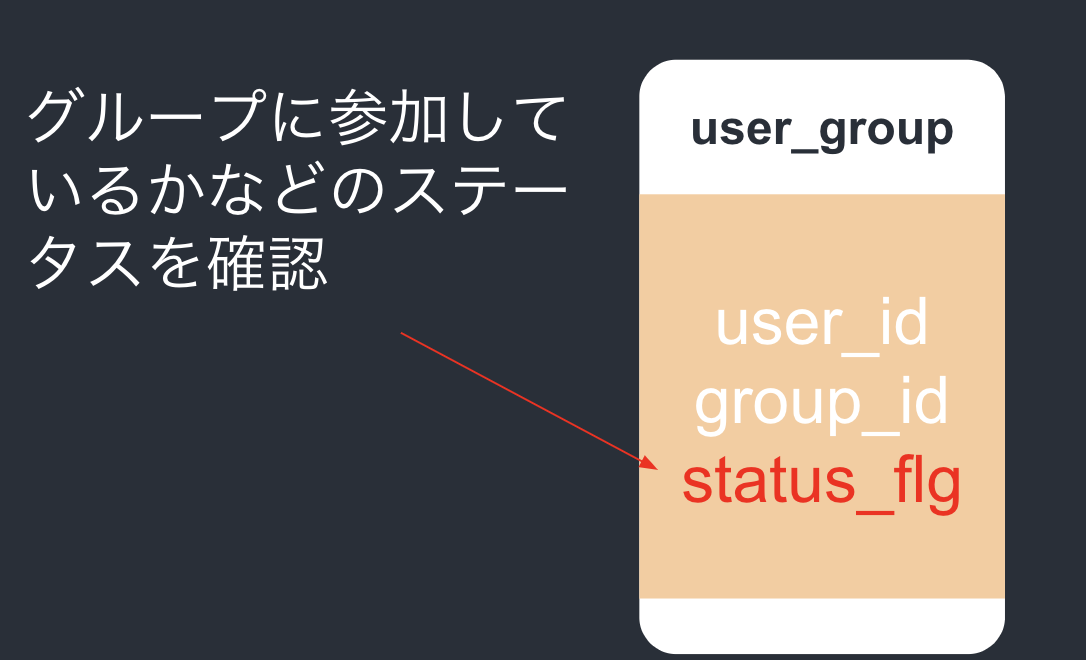 グループに参加して
いるかなどのステー
タスを確認
user_group
user_id
group_id
status_flg